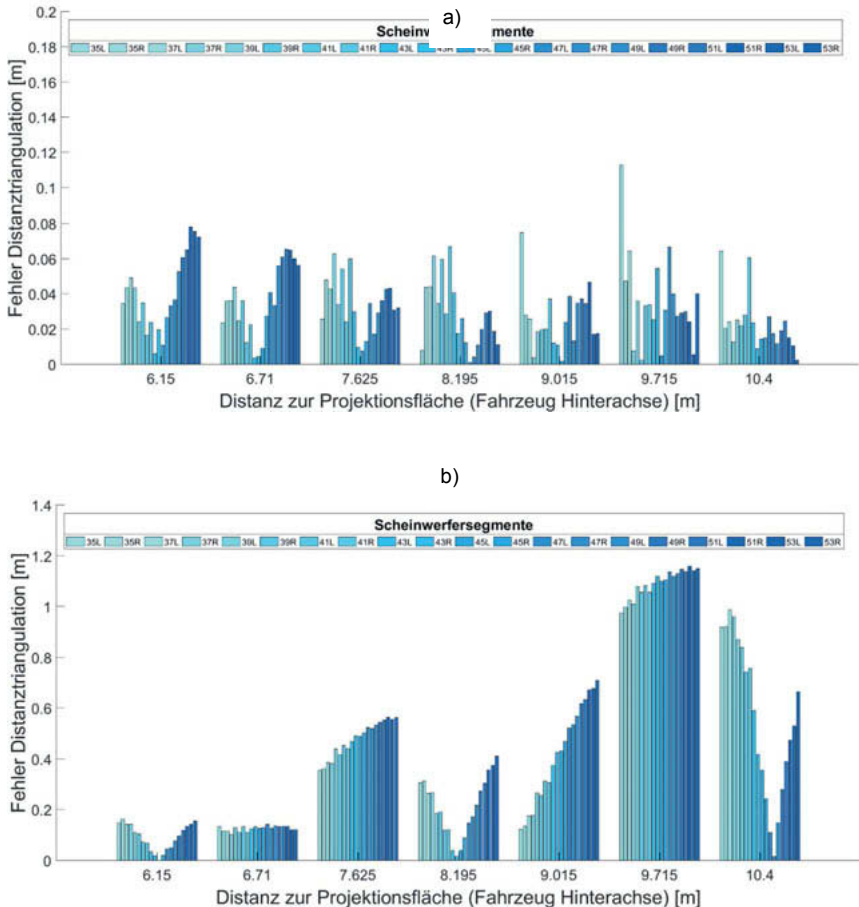 a)
0.2
0.18
0.16
0.14
0.12
0.1
0.08
0.06
0.04
0.02
0
Fehler Distanztriangulation [m]
35L 35R 37L 37R 39L 39R 41L 41R 43L 45R 47L 47R 49L 49R 51L 51R 53L 53R
6.15 6.71 7.625 8.195 9.015 9.715 10.4
Distanz zur Projektionsfläche (Fahrzeug Hinterachse) [m]
b)
1.4
1.2
1
0.8
0.6
0.4
0.2
0
Fehler Distanztriangulation [m]
Scheinwerfersegmente
35L 35R 37L 37R 39L 39R 41L 41R 43L 43R 45L 45R 47L 47R 49L 49R 51L 51R 53L 53R
6.15 6.71 7.625 8.195 9.015 9.715 10.4
Distanz zur Projektionsfläche (Fahrzeug Hinterachse) [m]